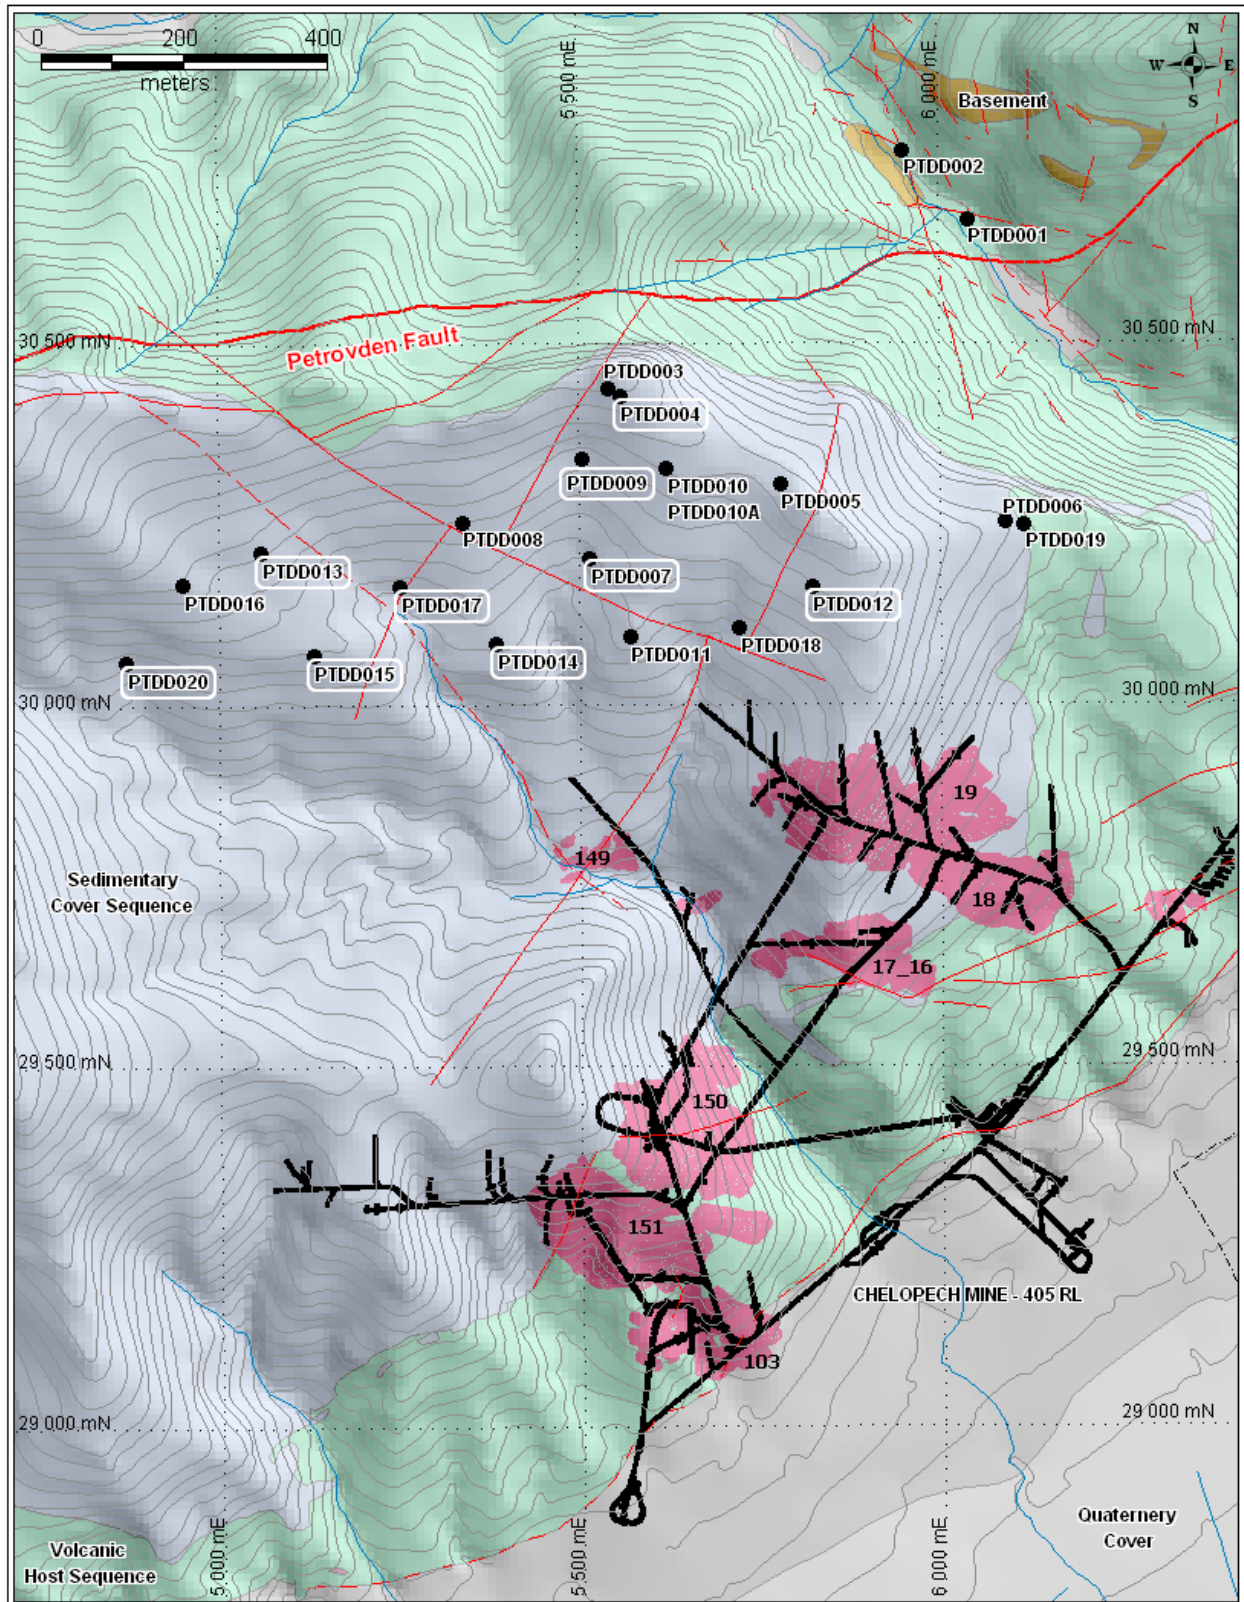 0 200 400
meters
5 500 mE
6 000 mE
N
W E
S
Basement
PTDD002
PTDD001
30 500 mN
30 500 mN
Petrovden Fault
PTDD003
PTDD004
PTDD009
PTDD010
PTDD010A
PTDD005
PTDD006
PTDD019
PTDD008
PTDD013
PTDD007
PTDD016
PTDD017
PTDD012
PTDD018
PTDD011
PTDD014
PTDD015
PTDD020
30 000 mN
30 000 mN
19
149
Sedimentary
Cover Sequence
18
17_16
29 500 mN
29 500 mN
150
151
CHELOPECH MINE - 405 RL
103
29 000 mN
29 000 mN
Quaternery
Cover
Volcanic
Host Sequence
5 000 mE
5 500 mE
6 000 mE